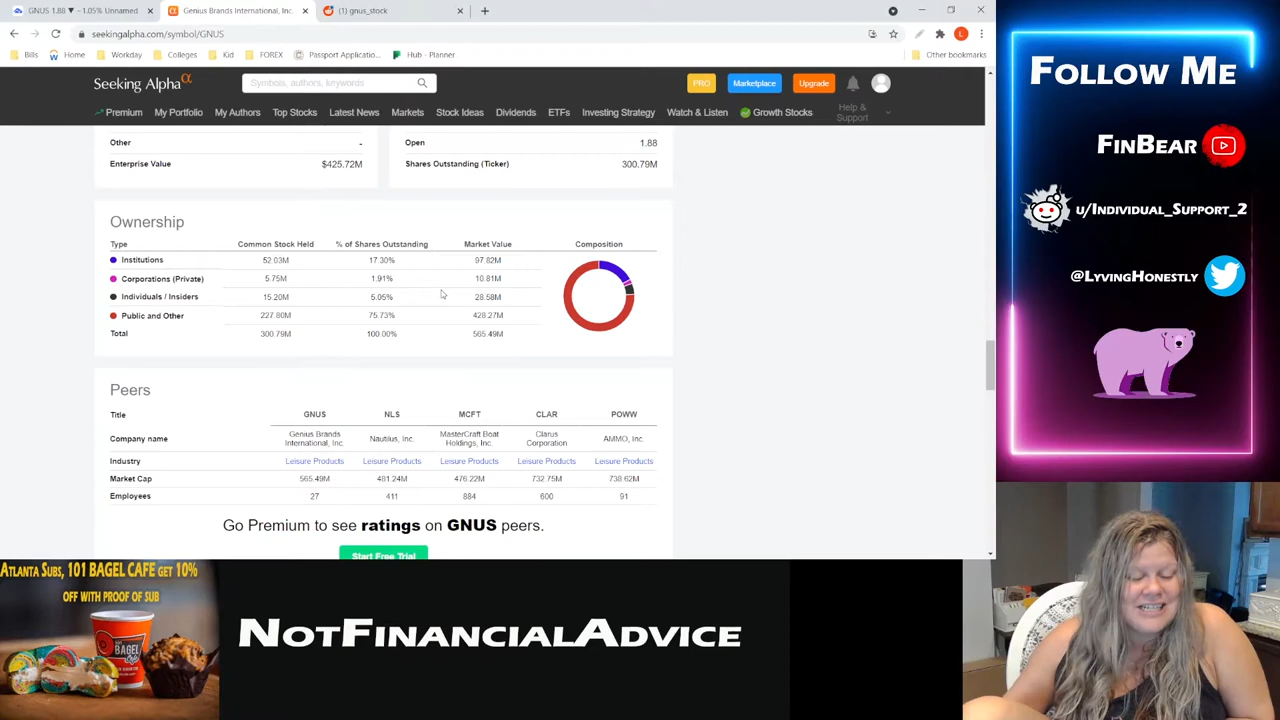 GNUS 1.88 ▼ −1.05% Unnamed
Genius Brands International, Inc.
(1) gnus_stock
seekingalpha.com/symbol/GNUS
Bills Home Workday Colleges Kid FOREX Passport Applicatio... Hub - Planner Other bookmarks
Seeking Alpha α Symbols, authors, keywords PRO Marketplace Upgrade
Premium My Portfolio My Authors Top Stocks Latest News Markets Stock Ideas Dividends ETFs Investing Strategy Watch & Listen Growth Stocks Help & Support
Other -
Enterprise Value $425.72M
Open 1.88
Shares Outstanding (Ticker) 300.79M
Ownership
Type Common Stock Held % of Shares Outstanding Market Value Composition
Institutions 52.03M 17.30% 97.82M
Corporations (Private) 5.75M 1.91% 10.81M
Individuals / Insiders 15.20M 5.05% 28.58M
Public and Other 227.80M 75.73% 428.27M
Total 300.79M 100.00% 565.49M
Peers
Title GNUS NLS MCFT CLAR POWW
Company name Genius Brands International, Inc. Nautilus, Inc. MasterCraft Boat Holdings, Inc. Clarus Corporation AMMO, Inc.
Industry Leisure Products Leisure Products Leisure Products Leisure Products Leisure Products
Market Cap 565.49M 481.24M 476.22M 732.75M 738.62M
Employees 27 411 884 600 91
Go Premium to see ratings on GNUS peers.
Start Free Trial
Follow Me
FinBear
u/Individual_Support_2
@LyvingHonestly
Atlanta Subs, 101 Bagel Cafe get 10%
off with proof of sub
NotFinancialAdvice